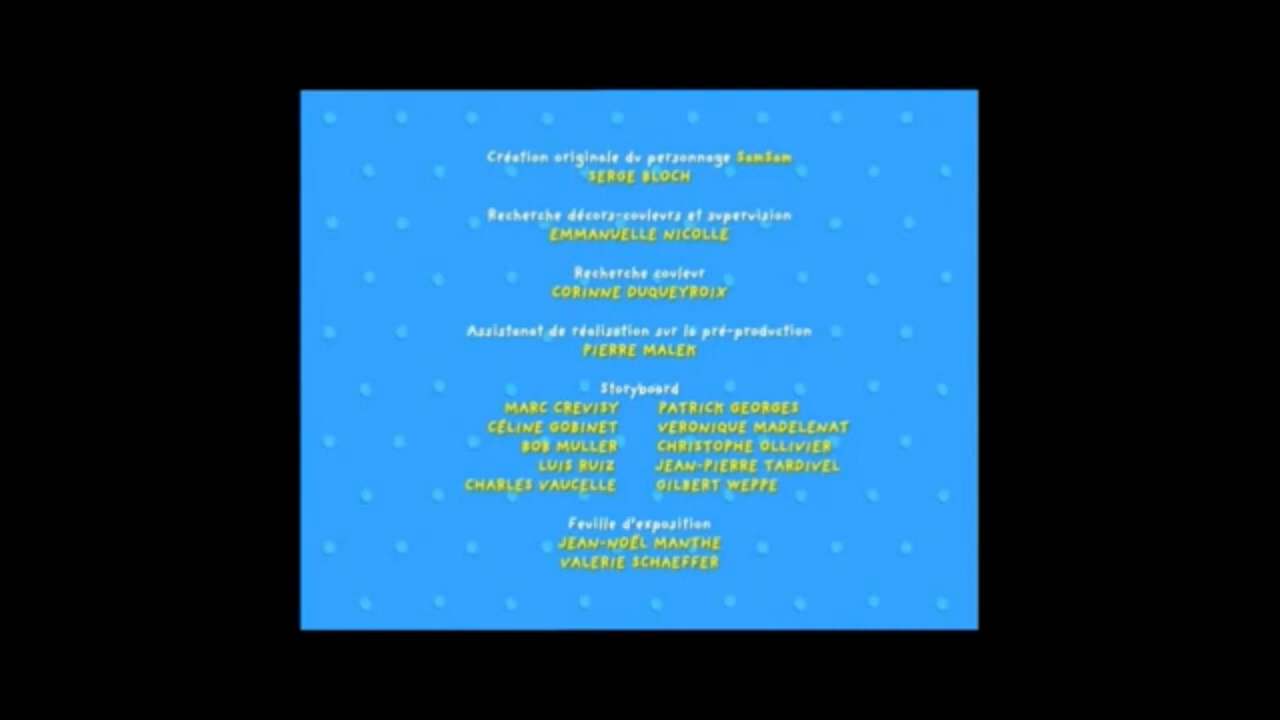 Création originale du personnage SamSam
SERGE BLOCH
Recherche décors-couleurs et supervision
EMMANUELLE NICOLLE
Recherche couleur
CORINNE DUQUEYROIX
Assistanat de réalisation sur la pré-production
PIERRE MALEK
Storyboard
MARC CREVISY PATRICK GEORGES
CÉLINE GOBINET VERONIQUE MADELENAT
BOB MULLER CHRISTOPHE OLLIVIER
LUIS RUIZ JEAN-PIERRE TARDIVEL
CHARLES VAUCELLE GILBERT WEPPE
Feuille d'exposition
JEAN-NOËL MANTHE
VALERIE SCHAEFFER